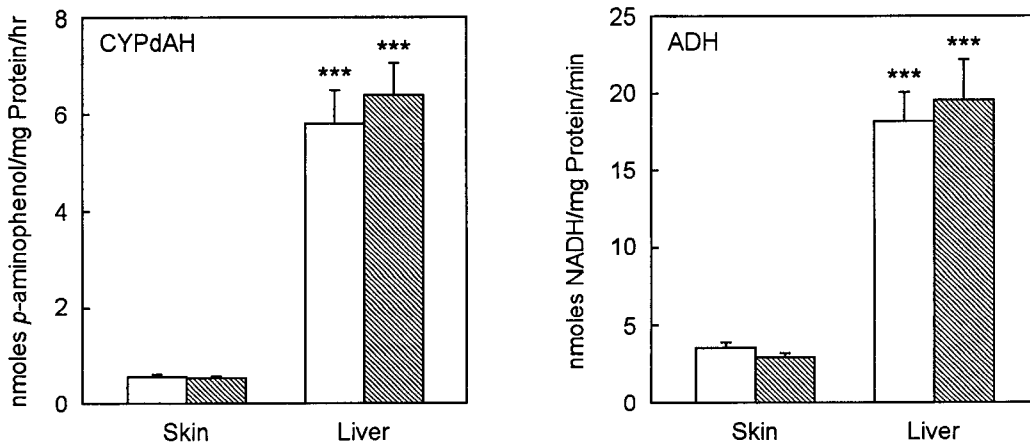 nmoles p-aminophenol/mg Protein/hr
8
6
4
2
0
CYPdAH
***
***
Skin
Liver
nmoles NADH/mg Protein/min
25
20
15
10
5
0
ADH
***
***
Skin
Liver